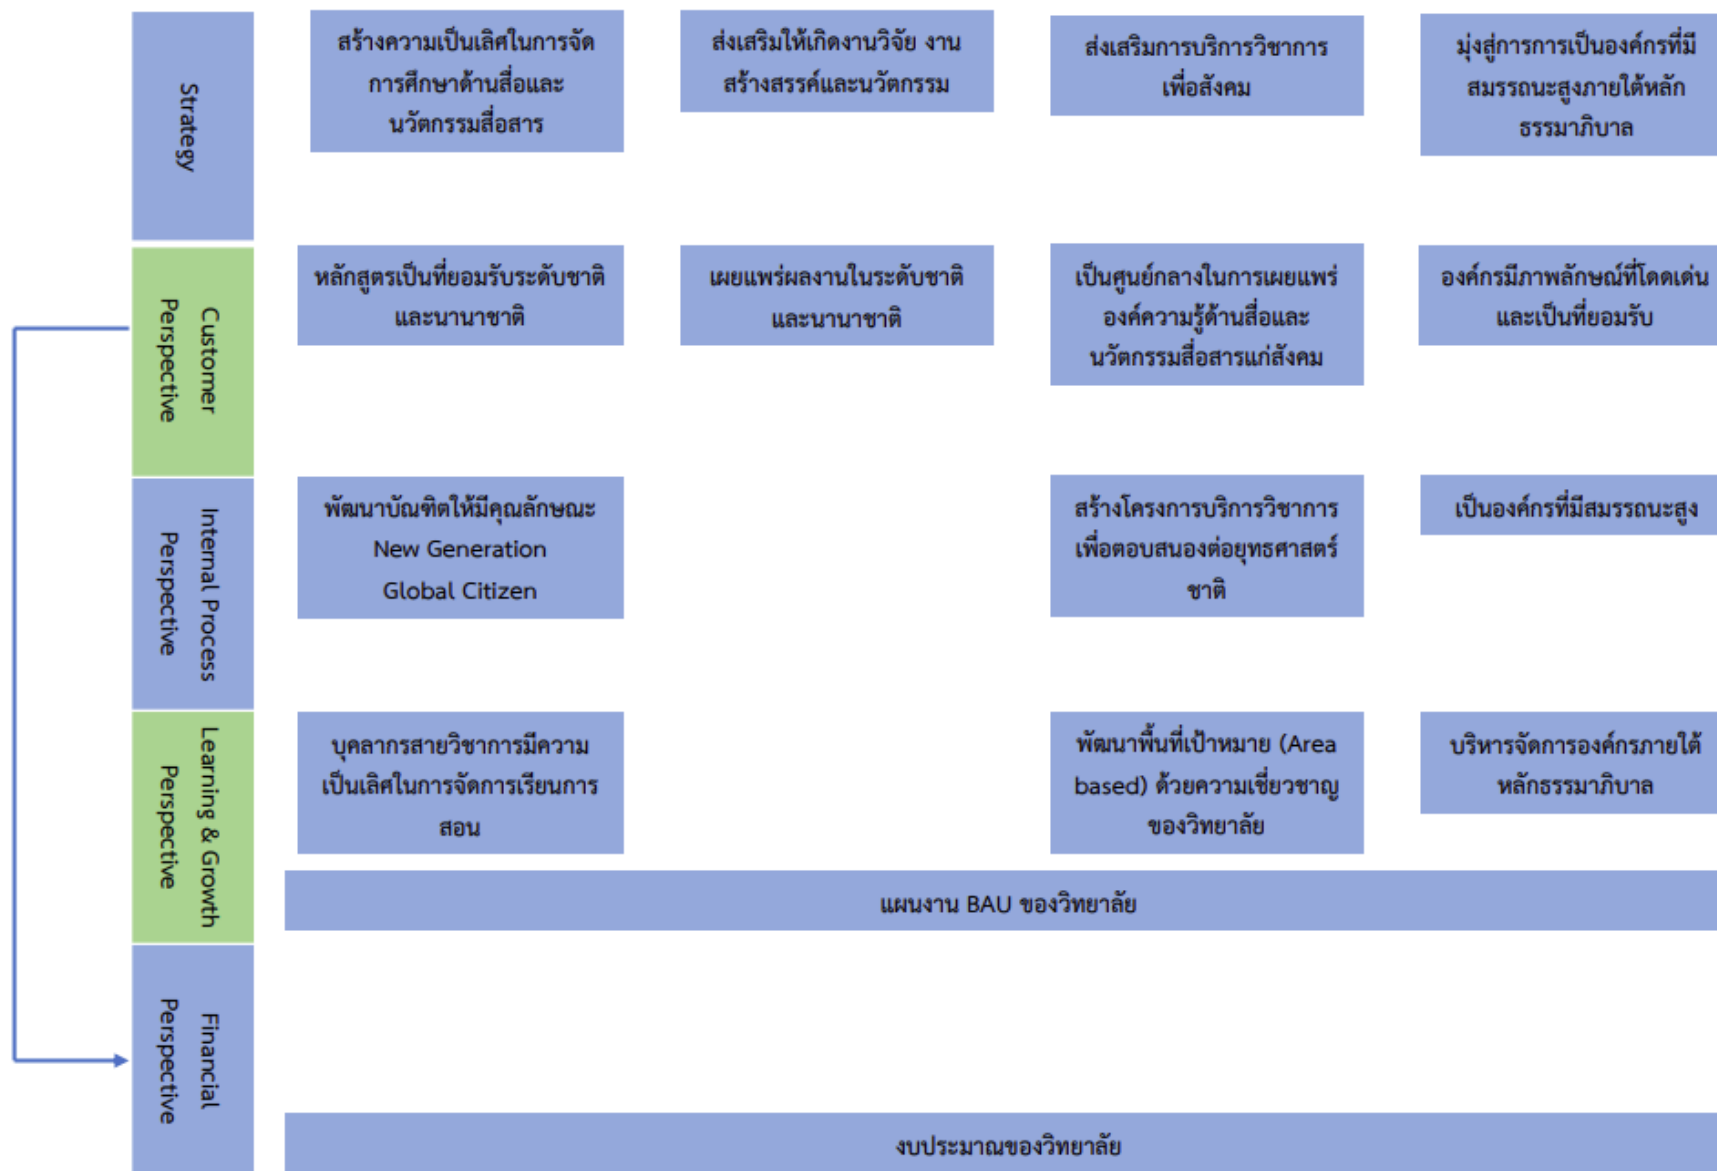 Strategy
สร้างความเป็นเลิศในการจัด
การศึกษาด้านสื่อและ
นวัตกรรมสื่อสาร
ส่งเสริมให้เกิดงานวิจัย งาน
สร้างสรรค์และนวัตกรรม
ส่งเสริมการบริการวิชาการ
เพื่อสังคม
มุ่งสู่การการเป็นองค์กรที่มี
สมรรถนะสูงภายใต้หลัก
ธรรมาภิบาล
Customer
Perspective
หลักสูตรเป็นที่ยอมรับระดับชาติ
และนานาชาติ
เผยแพร่ผลงานในระดับชาติ
และนานาชาติ
เป็นศูนย์กลางในการเผยแพร่
องค์ความรู้ด้านสื่อและ
นวัตกรรมสื่อสารแก่สังคม
องค์กรมีภาพลักษณ์ที่โดดเด่น
และเป็นที่ยอมรับ
Internal Process
Perspective
พัฒนาบัณฑิตให้มีคุณลักษณะ
New Generation
Global Citizen
สร้างโครงการบริการวิชาการ
เพื่อตอบสนองต่อยุทธศาสตร์
ชาติ
เป็นองค์กรที่มีสมรรถนะสูง
Learning & Growth
Perspective
บุคลากรสายวิชาการมีความ
เป็นเลิศในการจัดการเรียนการ
สอน
พัฒนาพื้นที่เป้าหมาย (Area
based) ด้วยความเชี่ยวชาญ
ของวิทยาลัย
บริหารจัดการองค์กรภายใต้
หลักธรรมาภิบาล
แผนงาน BAU ของวิทยาลัย
Financial
Perspective
งบประมาณของวิทยาลัย